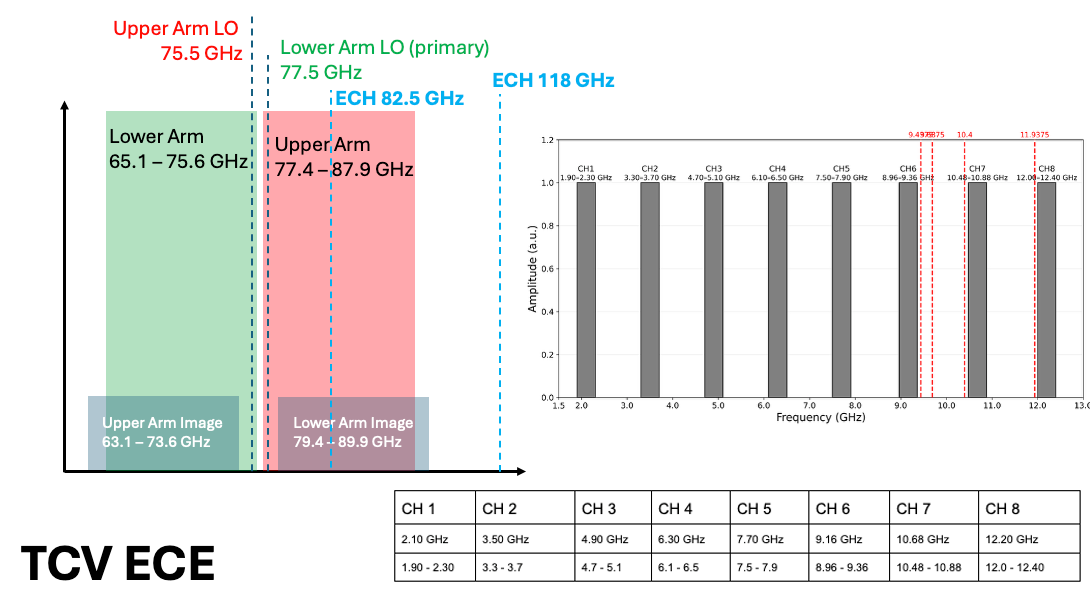 Upper Arm LO
75.5 GHz
Lower Arm LO (primary)
77.5 GHz
ECH 118 GHz
ECH 82.5 GHz
Lower Arm
65.1 – 75.6 GHz
Upper Arm
77.4 – 87.9 GHz
Upper Arm Image
63.1 – 73.6 GHz
Lower Arm Image
79.4 – 89.9 GHz
10.4
11.9375
CH1
1.90–2.30 GHz
CH2
3.30–3.70 GHz
CH3
4.70–5.10 GHz
CH4
6.10–6.50 GHz
CH5
7.50–7.90 GHz
CH6
8.96–9.36 GHz
CH7
10.48–10.88 GHz
CH8
12.00–12.40 GHz
1.2
1.0
0.8
0.6
0.4
0.2
0.0
Amplitude (a.u.)
1.5 2.0 3.0 4.0 5.0 6.0 7.0 8.0 9.0 10.0 11.0 12.0 13.0
Frequency (GHz)
CH 1 CH 2 CH 3 CH 4 CH 5 CH 6 CH 7 CH 8
2.10 GHz 3.50 GHz 4.90 GHz 6.30 GHz 7.70 GHz 9.16 GHz 10.68 GHz 12.20 GHz
1.90 - 2.30 3.3 - 3.7 4.7 - 5.1 6.1 - 6.5 7.5 - 7.9 8.96 - 9.36 10.48 - 10.88 12.0 - 12.40
TCV ECE